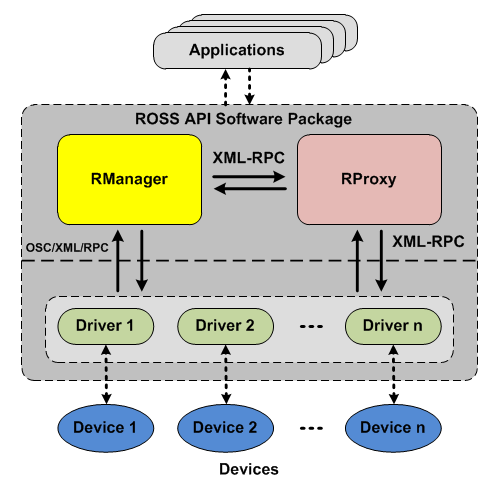 Applications
ROSS API Software Package
RManager
XML-RPC
RProxy
OSC/XML/RPC
XML-RPC
Driver 1
Driver 2
Driver n
Device 1
Device 2
Device n
Devices